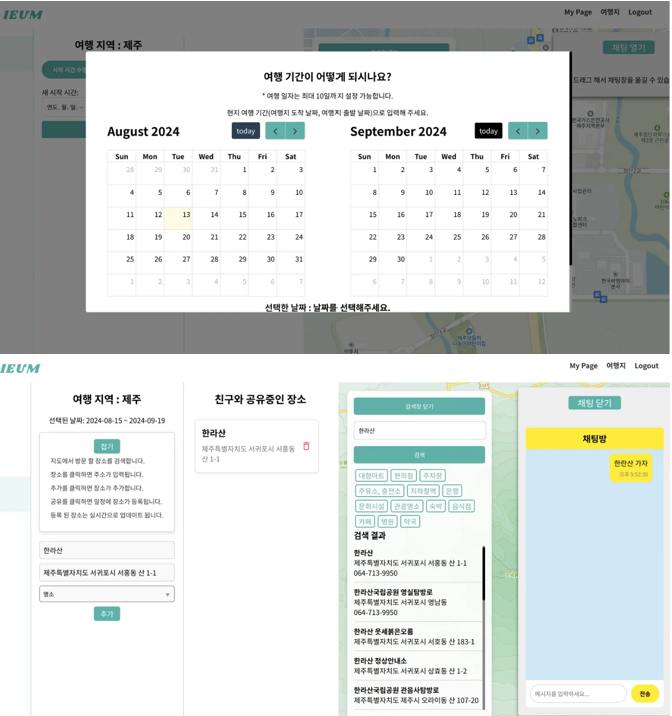 IEUM
My Page 여행지 Logout
여행 지역 : 제주
채팅 열기
새 시작 시간:
여행 기간이 어떻게 되시나요?
* 여행 일자는 최대 10일까지 설정 가능합니다.
현지 여행 기간(여행지 도착 날짜, 여행지 출발 날짜)으로 입력해 주세요.
August 2024 today
Sun Mon Tue Wed Thu Fri Sat
28 29 30 31 1 2 3
4 5 6 7 8 9 10
11 12 13 14 15 16 17
18 19 20 21 22 23 24
25 26 27 28 29 30 31
1 2 3 4 5 6 7
September 2024 today
Sun Mon Tue Wed Thu Fri Sat
1 2 3 4 5 6 7
8 9 10 11 12 13 14
15 16 17 18 19 20 21
22 23 24 25 26 27 28
29 30 1 2 3 4 5
6 7 8 9 10 11 12
선택한 날짜 : 날짜를 선택해주세요.
IEUM
My Page 여행지 Logout
여행 지역 : 제주
선택된 날짜: 2024-08-15 ~ 2024-09-19
접기
지도에서 방문 할 장소를 검색합니다.
장소를 클릭하면 주소가 입력됩니다.
추가를 클릭하면 장소가 추가됩니다.
공유를 클릭하면 일정에 장소가 등록됩니다.
등록 된 장소는 실시간으로 업데이트 됩니다.
한라산
제주특별자치도 서귀포시 서홍동 산 1-1
명소
추가
친구와 공유중인 장소
한라산
제주특별자치도 서귀포시 서홍동
산 1-1
검색창 닫기
한라산
검색
대형마트 편의점 주차장
주유소, 충전소 지하철역 은행
문화시설 관광명소 숙박 음식점
카페 병원 약국
검색 결과
한라산
제주특별자치도 서귀포시 서홍동 산 1-1
064-713-9950
한라산국립공원 영실탐방로
제주특별자치도 서귀포시 영남동
064-713-9950
한라산 윗세붉은오름
제주특별자치도 서귀포시 서호동 산 183-1
한라산 정상안내소
제주특별자치도 서귀포시 상효동 산 1-2
한라산국립공원 관음사탐방로
제주특별자치도 제주시 오라이동 산 107-20
채팅 닫기
채팅방
한란산 가자
오후 5:52:35
메시지를 입력하세요...
전송